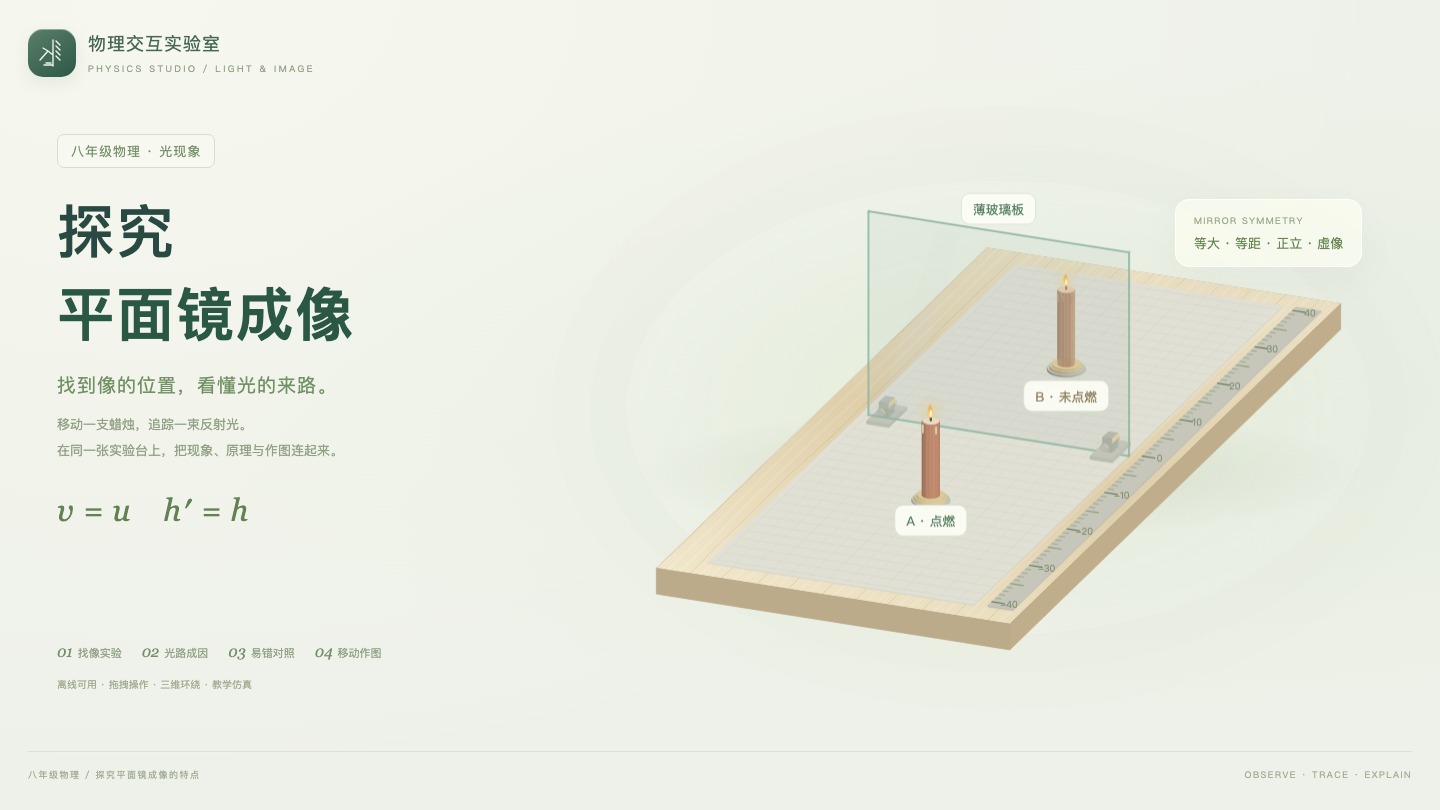 物理交互实验室
PHYSICS STUDIO / LIGHT & IMAGE
八年级物理 · 光现象
探究
平面镜成像
找到像的位置，看懂光的来路。
移动一支蜡烛，追踪一束反射光。
在同一张实验台上，把现象、原理与作图连起来。
v = u h′ = h
01 找像实验 02 光路成因 03 易错对照 04 移动作图
离线可用 · 拖拽操作 · 三维环绕 · 教学仿真
薄玻璃板
MIRROR SYMMETRY
等大 · 等距 · 正立 · 虚像
B · 未点燃
A · 点燃
40
30
20
10
0
10
20
30
40
八年级物理 / 探究平面镜成像的特点
OBSERVE · TRACE · EXPLAIN